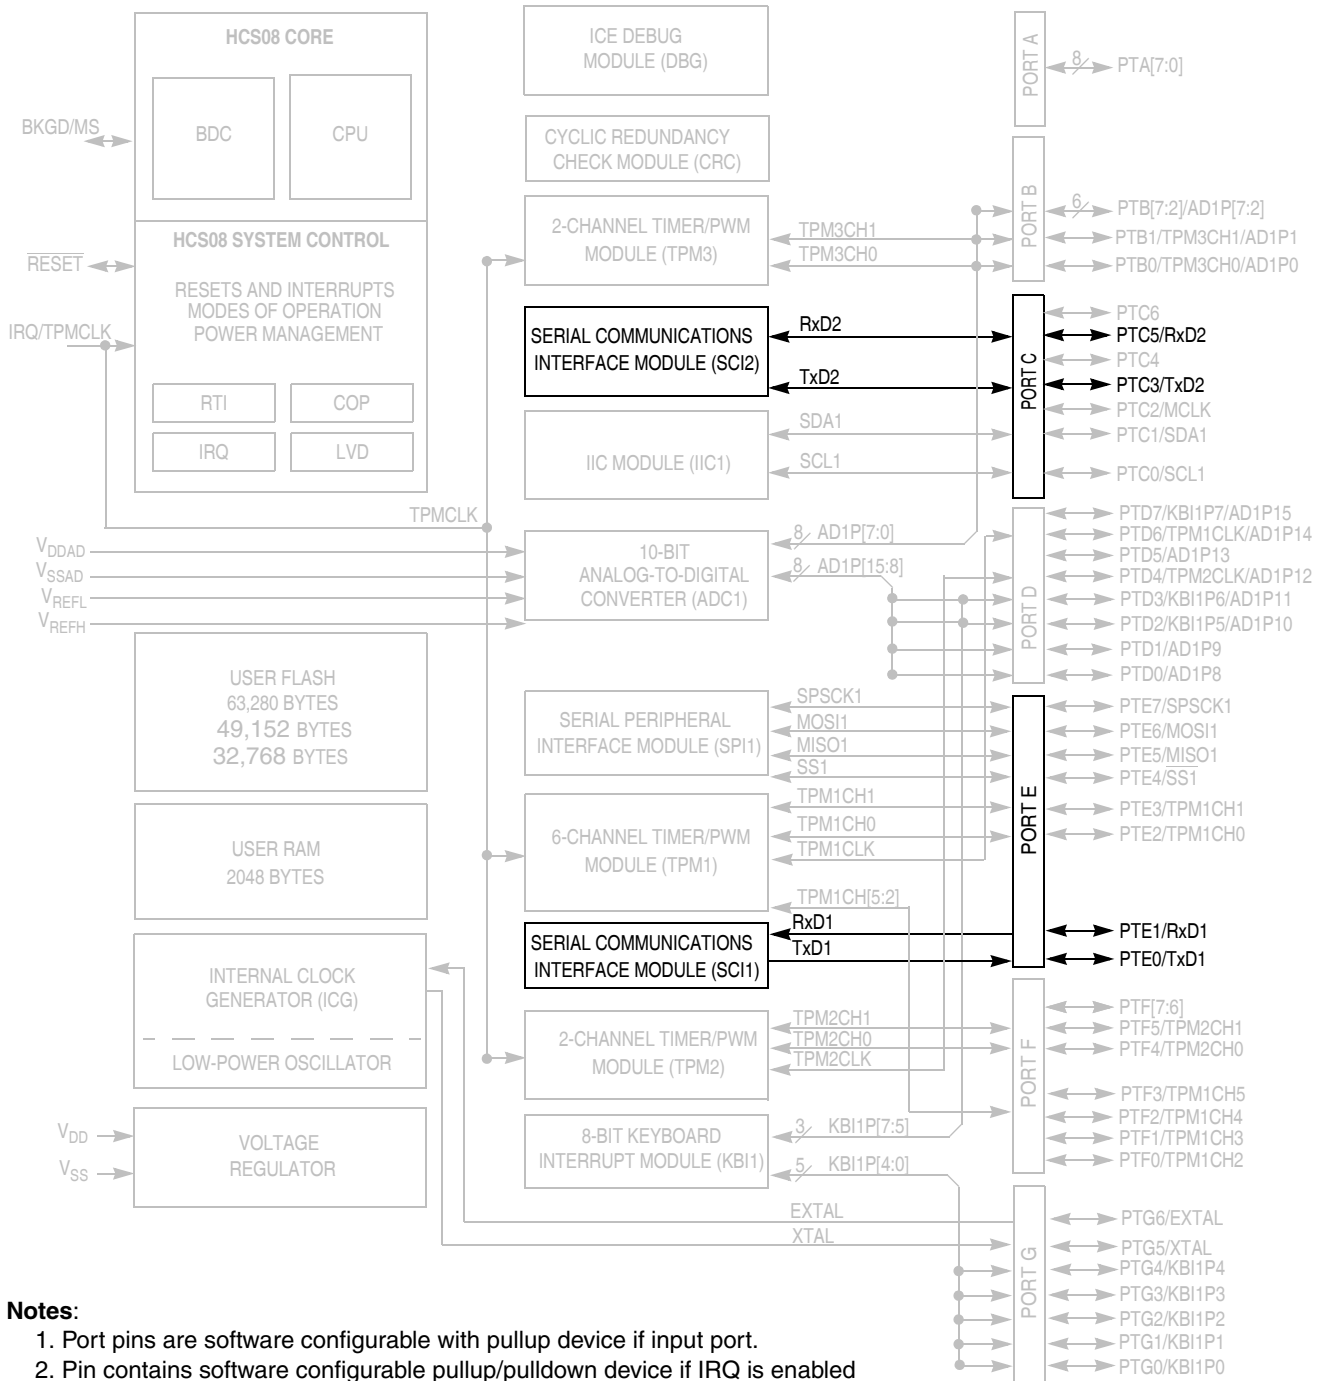 HCS08 CORE
BDC
CPU
BKGD/MS
HCS08 SYSTEM CONTROL
RESET
RESETS AND INTERRUPTS
MODES OF OPERATION
POWER MANAGEMENT
IRQ/TPMCLK
RTI
COP
IRQ
LVD
TPMCLK
VDDAD
VSSAD
VREFL
VREFH
USER FLASH
63,280 BYTES
49,152 BYTES
32,768 BYTES
USER RAM
2048 BYTES
INTERNAL CLOCK
GENERATOR (ICG)
LOW-POWER OSCILLATOR
VDD
VSS
VOLTAGE
REGULATOR
ICE DEBUG
MODULE (DBG)
CYCLIC REDUNDANCY
CHECK MODULE (CRC)
2-CHANNEL TIMER/PWM
MODULE (TPM3)
TPM3CH1
TPM3CH0
SERIAL COMMUNICATIONS
INTERFACE MODULE (SCI2)
RxD2
TxD2
IIC MODULE (IIC1)
SDA1
SCL1
10-BIT
ANALOG-TO-DIGITAL
CONVERTER (ADC1)
8 AD1P[7:0]
8 AD1P[15:8]
SERIAL PERIPHERAL
INTERFACE MODULE (SPI1)
SPSCK1
MOSI1
MISO1
SS1
6-CHANNEL TIMER/PWM
MODULE (TPM1)
TPM1CH1
TPM1CH0
TPM1CLK
TPM1CH[5:2]
SERIAL COMMUNICATIONS
INTERFACE MODULE (SCI1)
RxD1
TxD1
2-CHANNEL TIMER/PWM
MODULE (TPM2)
TPM2CH1
TPM2CH0
TPM2CLK
8-BIT KEYBOARD
INTERRUPT MODULE (KBI1)
3 KBI1P[7:5]
5 KBI1P[4:0]
EXTAL
XTAL
PORT A
8 PTA[7:0]
PORT B
6 PTB[7:2]/AD1P[7:2]
PTB1/TPM3CH1/AD1P1
PTB0/TPM3CH0/AD1P0
PORT C
PTC6
PTC5/RxD2
PTC4
PTC3/TxD2
PTC2/MCLK
PTC1/SDA1
PTC0/SCL1
PORT D
PTD7/KBI1P7/AD1P15
PTD6/TPM1CLK/AD1P14
PTD5/AD1P13
PTD4/TPM2CLK/AD1P12
PTD3/KBI1P6/AD1P11
PTD2/KBI1P5/AD1P10
PTD1/AD1P9
PTD0/AD1P8
PORT E
PTE7/SPSCK1
PTE6/MOSI1
PTE5/MISO1
PTE4/SS1
PTE3/TPM1CH1
PTE2/TPM1CH0
PTE1/RxD1
PTE0/TxD1
PORT F
PTF[7:6]
PTF5/TPM2CH1
PTF4/TPM2CH0
PTF3/TPM1CH5
PTF2/TPM1CH4
PTF1/TPM1CH3
PTF0/TPM1CH2
PORT G
PTG6/EXTAL
PTG5/XTAL
PTG4/KBI1P4
PTG3/KBI1P3
PTG2/KBI1P2
PTG1/KBI1P1
PTG0/KBI1P0
Notes:
1. Port pins are software configurable with pullup device if input port.
2. Pin contains software configurable pullup/pulldown device if IRQ is enabled